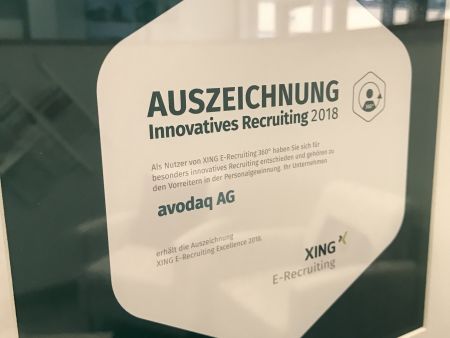 AUSZEICHNUNG
Innovatives Recruiting 2018
360°
Als Nutzer von XING E-Recruiting 360° haben Sie sich für
besonders innovatives Recruiting entschieden und gehören zu
den Vorreitern in der Personalgewinnung. Ihr Unternehmen
avodaq AG
erhält die Auszeichnung
XING E-Recruiting Excellence 2018.
XING
E-Recruiting